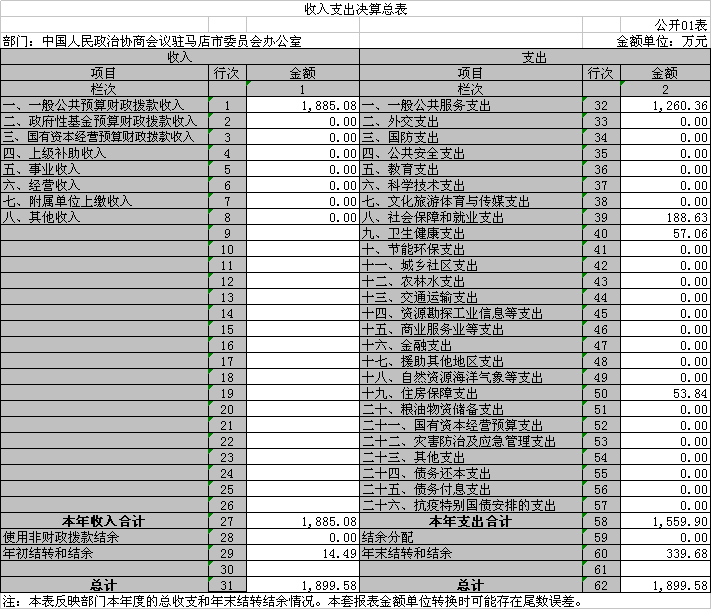 收入支出决算总表
公开01表
部门：中国人民政治协商会议驻马店市委员会办公室 金额单位：万元
收入 支出
项目 行次 金额 项目 行次 金额
栏次 1 栏次 2
一、一般公共预算财政拨款收入 1 1,885.08 一、一般公共服务支出 32 1,260.36
二、政府性基金预算财政拨款收入 2 0.00 二、外交支出 33 0.00
三、国有资本经营预算财政拨款收入 3 0.00 三、国防支出 34 0.00
四、上级补助收入 4 0.00 四、公共安全支出 35 0.00
五、事业收入 5 0.00 五、教育支出 36 0.00
六、经营收入 6 0.00 六、科学技术支出 37 0.00
七、附属单位上缴收入 7 0.00 七、文化旅游体育与传媒支出 38 0.00
八、其他收入 8 0.00 八、社会保障和就业支出 39 188.63
9 九、卫生健康支出 40 57.06
10 十、节能环保支出 41 0.00
11 十一、城乡社区支出 42 0.00
12 十二、农林水支出 43 0.00
13 十三、交通运输支出 44 0.00
14 十四、资源勘探工业信息等支出 45 0.00
15 十五、商业服务业等支出 46 0.00
16 十六、金融支出 47 0.00
17 十七、援助其他地区支出 48 0.00
18 十八、自然资源海洋气象等支出 49 0.00
19 十九、住房保障支出 50 53.84
20 二十、粮油物资储备支出 51 0.00
21 二十一、国有资本经营预算支出 52 0.00
22 二十二、灾害防治及应急管理支出 53 0.00
23 二十三、其他支出 54 0.00
24 二十四、债务还本支出 55 0.00
25 二十五、债务付息支出 56 0.00
26 二十六、抗疫特别国债安排的支出 57 0.00
本年收入合计 27 1,885.08 本年支出合计 58 1,559.90
使用非财政拨款结余 28 0.00 结余分配 59 0.00
年初结转和结余 29 14.49 年末结转和结余 60 339.68
30 61
总计 31 1,899.58 总计 62 1,899.58
注：本表反映部门本年度的总收支和年末结转结余情况。本套报表金额单位转换时可能存在尾数误差。